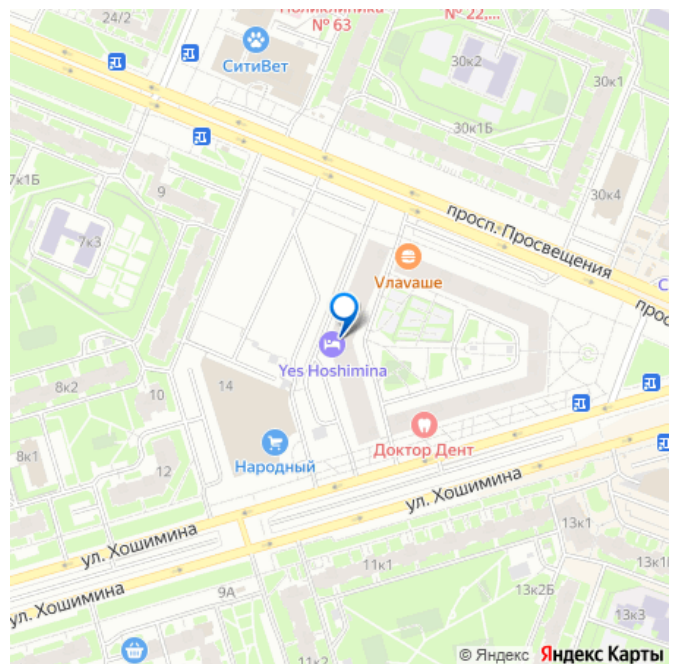 24/2
Поликлиника
№ 63
№ 22,...
СитиВет
30к2
30к1
30к1Б
7к1Б
9
30к4
7к3
просп. Просвещения
Vлаvаше
Yes Hoshimina
8к2
14
10
Доктор Дент
8к1
Народный
12
ул. Хошимина
13к1
ул. Хошимина
11к1
9А
13к2Б
ул. Хошимина
13к3
11к2
© Яндекс Яндекс Карты